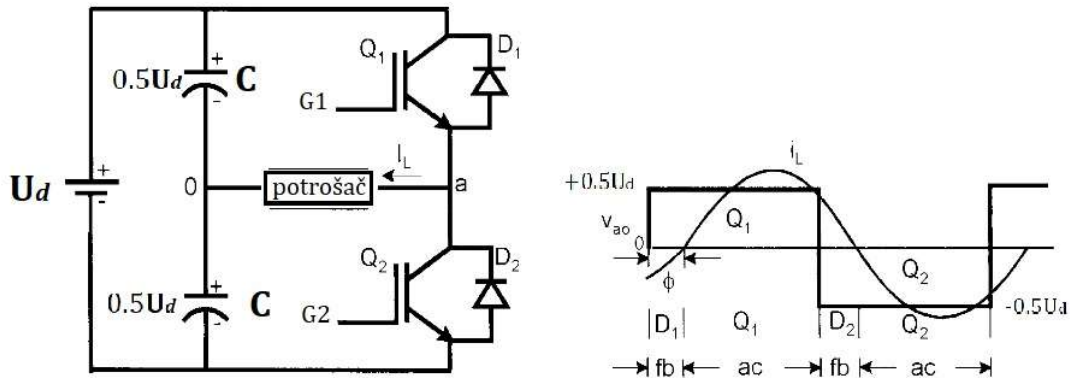 +
0.5Ud C
-
Q1
D1
G1
Ud
+
-
0
potrošač
IL
a
+
0.5Ud C
-
Q2
D2
G2
iL
+0.5Ud
vao
0
Q1
Q2
ϕ
-0.5Ud
D1 Q1 D2 Q2
fb ac fb ac